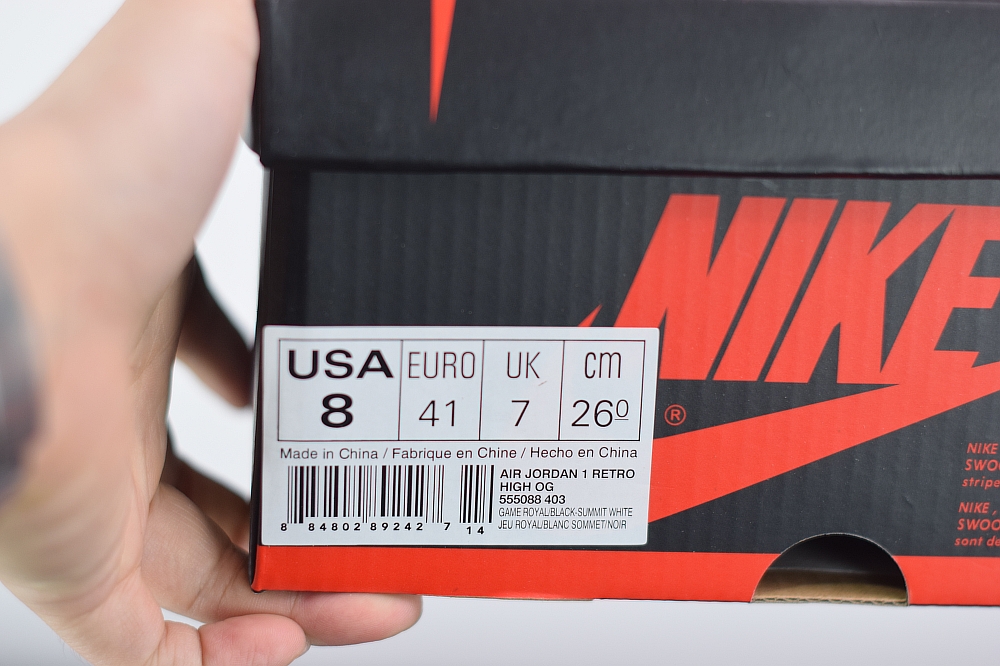 NIKE
®
USA EURO UK cm
8 41 7 26 0
Made in China / Fabrique en Chine / Hecho en China
AIR JORDAN 1 RETRO
HIGH OG
555088 403
GAME ROYAL/BLACK-SUMMIT WHITE
JEU ROYAL/BLANC SOMMET/NOIR
8 84802 89242 7 14
NIKE
SWOO
stripe
NIKE,
SWOO
sont de